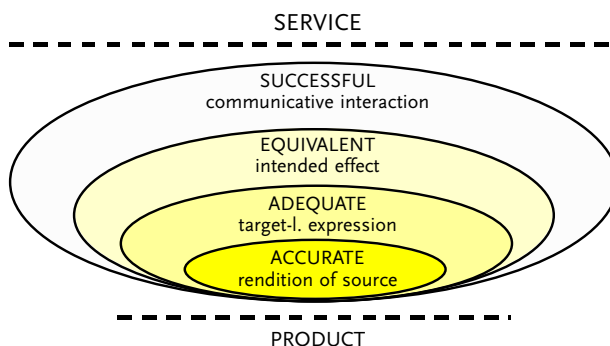 SERVICE
SUCCESSFUL
communicative interaction
EQUIVALENT
intended effect
ADEQUATE
target-l. expression
ACCURATE
rendition of source
PRODUCT